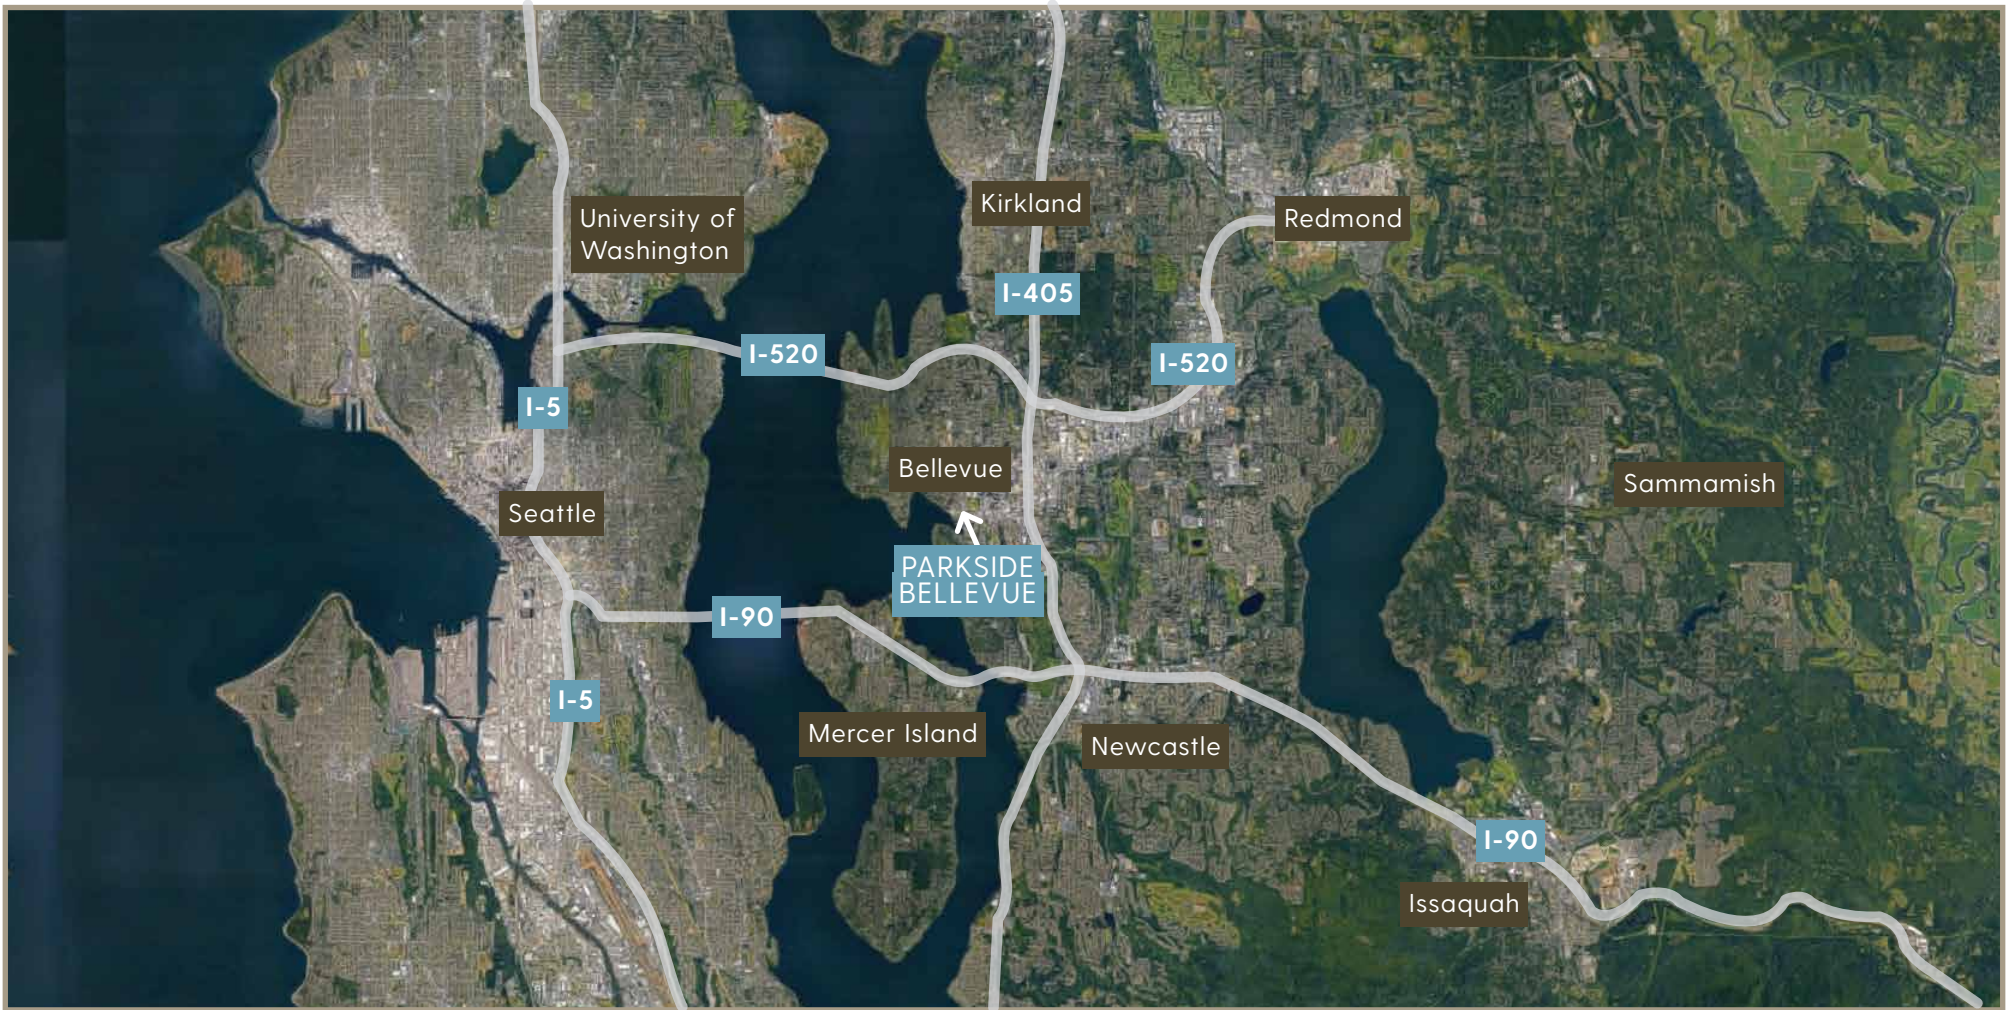 Kirkland
University of
Washington
Redmond
I-405
I-520
I-520
I-5
Bellevue
Sammamish
Seattle
PARKSIDE
BELLEVUE
I-90
I-5
Mercer Island
Newcastle
I-90
Issaquah